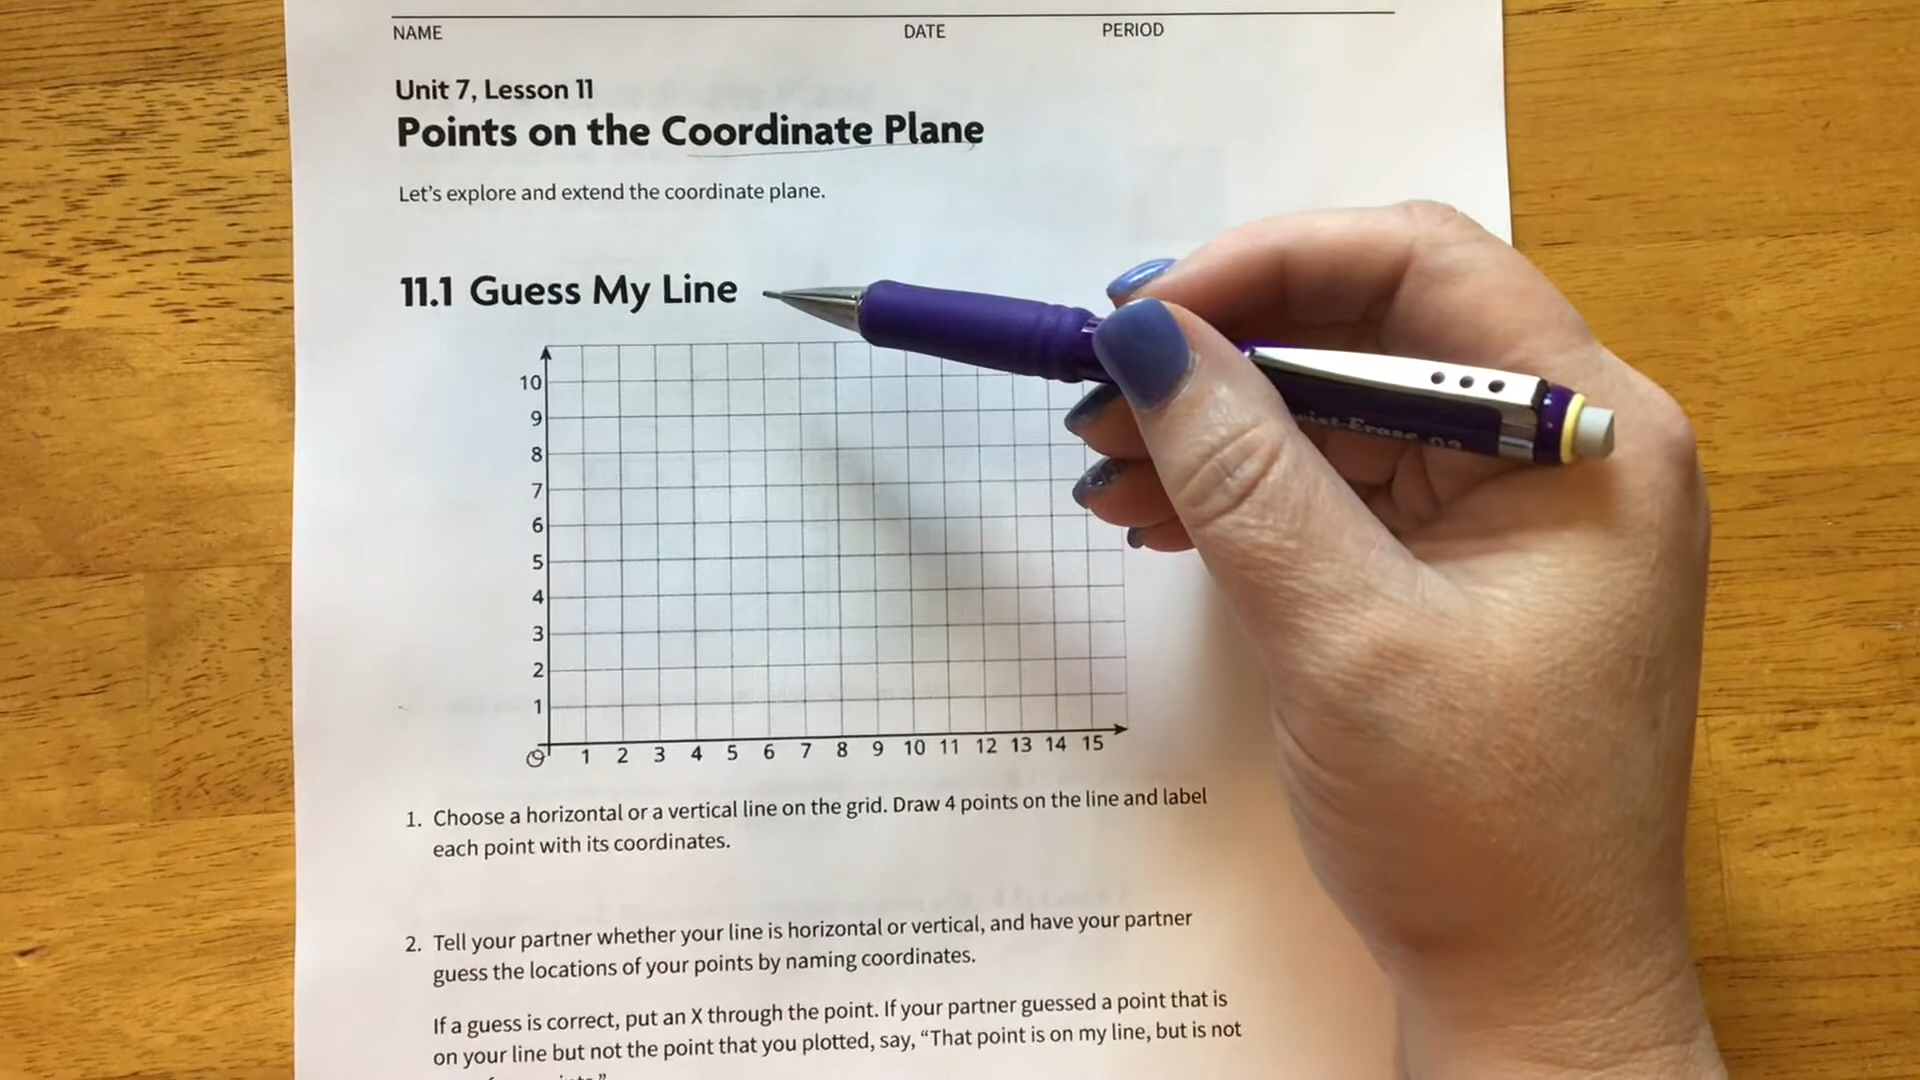 NAME DATE PERIOD
Unit 7, Lesson 11
Points on the Coordinate Plane
Let's explore and extend the coordinate plane.
11.1 Guess My Line
10
9
8
7
6
5
4
3
2
1
O 1 2 3 4 5 6 7 8 9 10 11 12 13 14 15
1. Choose a horizontal or a vertical line on the grid. Draw 4 points on the line and label
each point with its coordinates.
2. Tell your partner whether your line is horizontal or vertical, and have your partner
guess the locations of your points by naming coordinates.
If a guess is correct, put an X through the point. If your partner guessed a point that is
on your line but not the point that you plotted, say, “That point is on my line, but is not